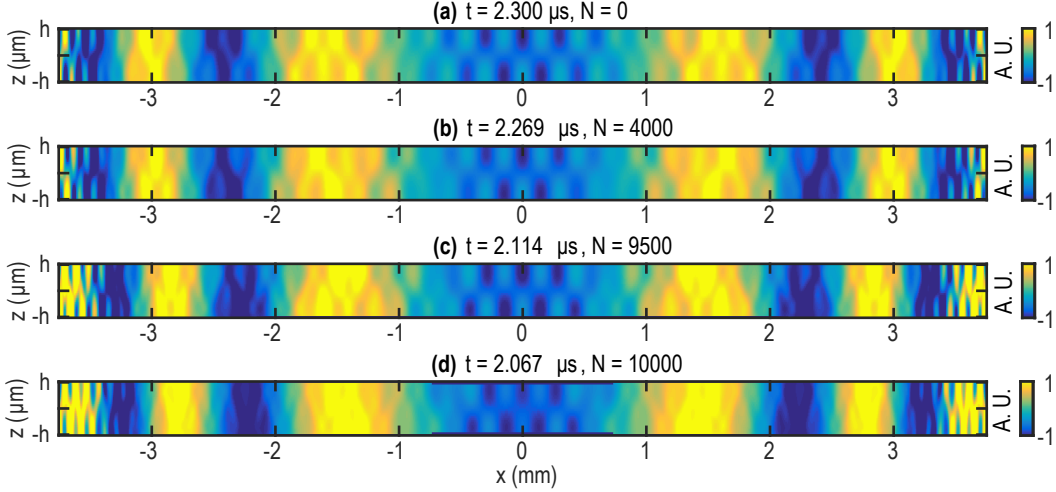 (a) t = 2.300 µs, N = 0
z (µm)
h
-h
-3 -2 -1 0 1 2 3
A. U.
1
-1
(b) t = 2.269 µs, N = 4000
z (µm)
h
-h
-3 -2 -1 0 1 2 3
A. U.
1
-1
(c) t = 2.114 µs, N = 9500
z (µm)
h
-h
-3 -2 -1 0 1 2 3
A. U.
1
-1
(d) t = 2.067 µs, N = 10000
z (µm)
h
-h
-3 -2 -1 0 1 2 3
A. U.
1
-1
x (mm)